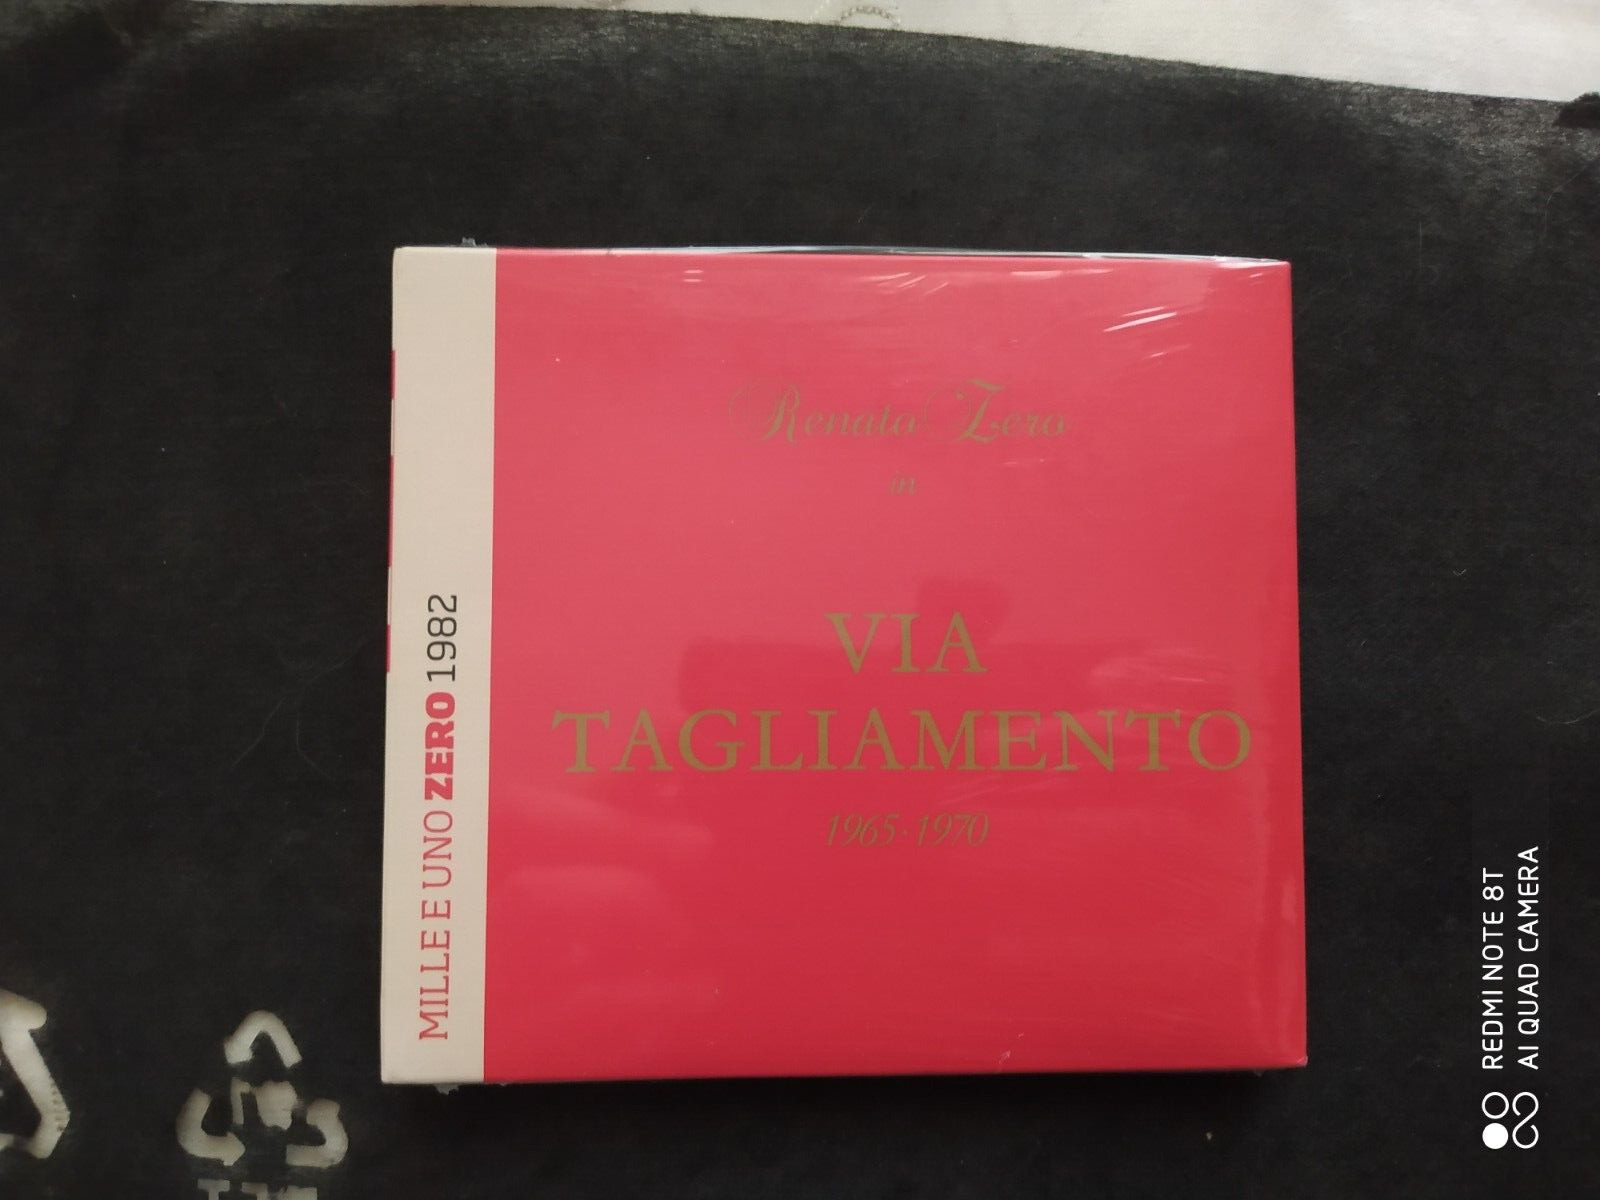 MILLE E UNO ZERO 1982
Renato Zero
in
VIA
TAGLIAMENTO
1965·1970
REDMI NOTE 8T
AI QUAD CAMERA